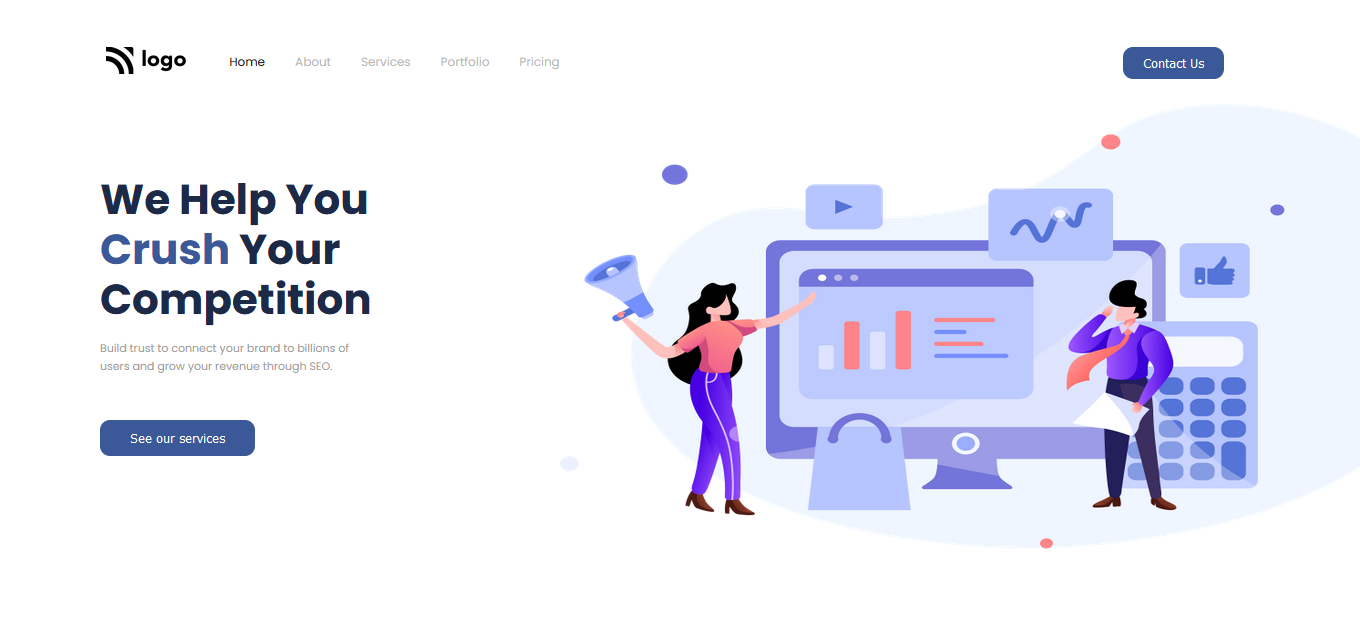 logo
Home
About
Services
Portfolio
Pricing
Contact Us
We Help You
Crush Your
Competition
Build trust to connect your brand to billions of
users and grow your revenue through SEO.
See our services